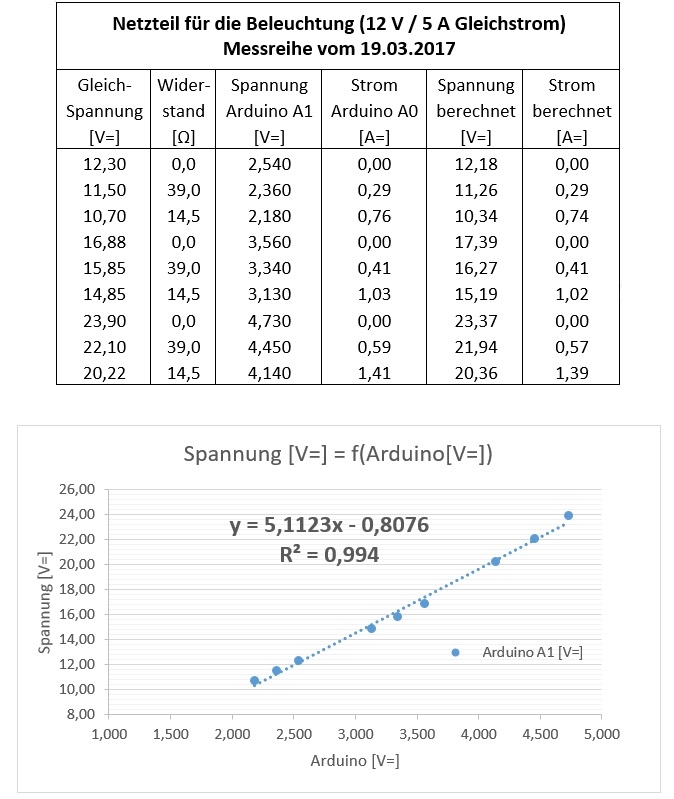 Netzteil für die Beleuchtung (12 V / 5 A Gleichstrom)
Messreihe vom 19.03.2017
Gleich- Wider- Spannung Strom Spannung Strom
Spannung stand Arduino A1 Arduino A0 berechnet berechnet
[V=] [Ω] [V=] [A=] [V=] [A=]
12,30 0,0 2,540 0,00 12,18 0,00
11,50 39,0 2,360 0,29 11,26 0,29
10,70 14,5 2,180 0,76 10,34 0,74
16,88 0,0 3,560 0,00 17,39 0,00
15,85 39,0 3,340 0,41 16,27 0,41
14,85 14,5 3,130 1,03 15,19 1,02
23,90 0,0 4,730 0,00 23,37 0,00
22,10 39,0 4,450 0,59 21,94 0,57
20,22 14,5 4,140 1,41 20,36 1,39
Spannung [V=] = f(Arduino[V=])
26,00
24,00
22,00
20,00
18,00
16,00
14,00
12,00
10,00
8,00
Spannung [V=]
y = 5,1123x - 0,8076
R² = 0,994
Arduino A1 [V=]
1,000 1,500 2,000 2,500 3,000 3,500 4,000 4,500 5,000
Arduino [V=]